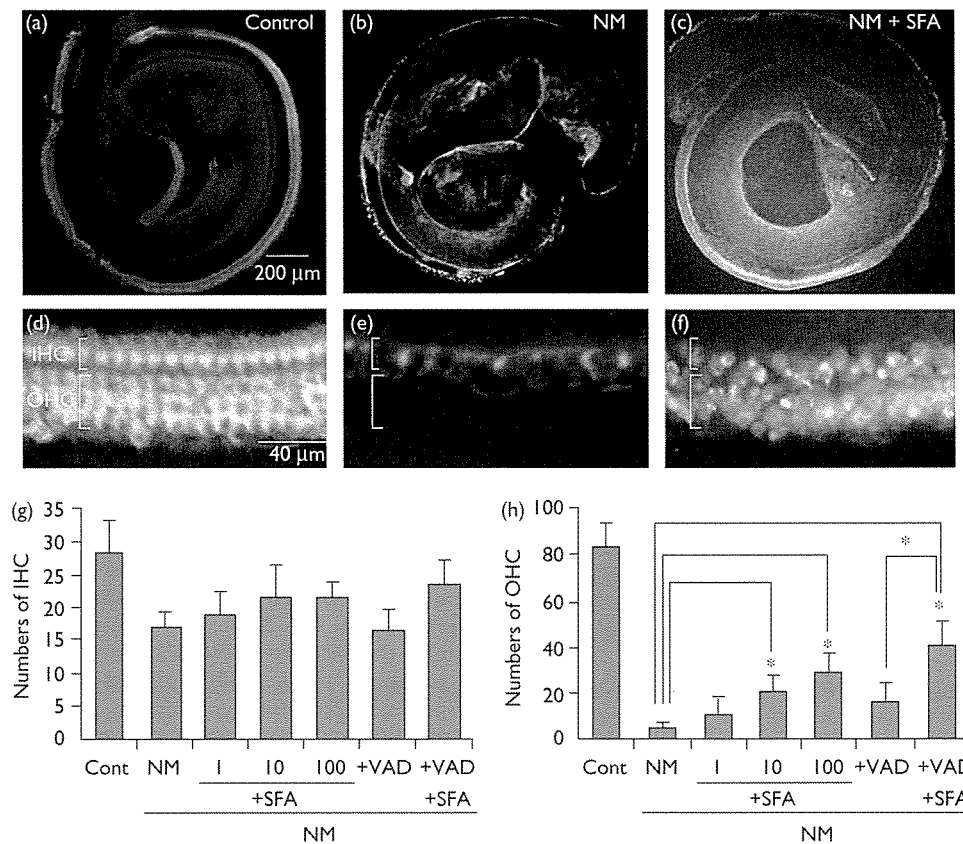 (a) Control
(b) NM
(c) NM + SFA
200 µm
(d)
IHC
OHC
40 µm
(e)
(f)
(g)
Numbers of IHC
35
30
25
20
15
10
5
0
Cont NM 1 10 100 +VAD +VAD
+SFA +SFA
NM
(h)
Numbers of OHC
100
80
60
40
20
0
* * * * 
Cont NM 1 10 100 +VAD +VAD
+SFA +SFA
NM